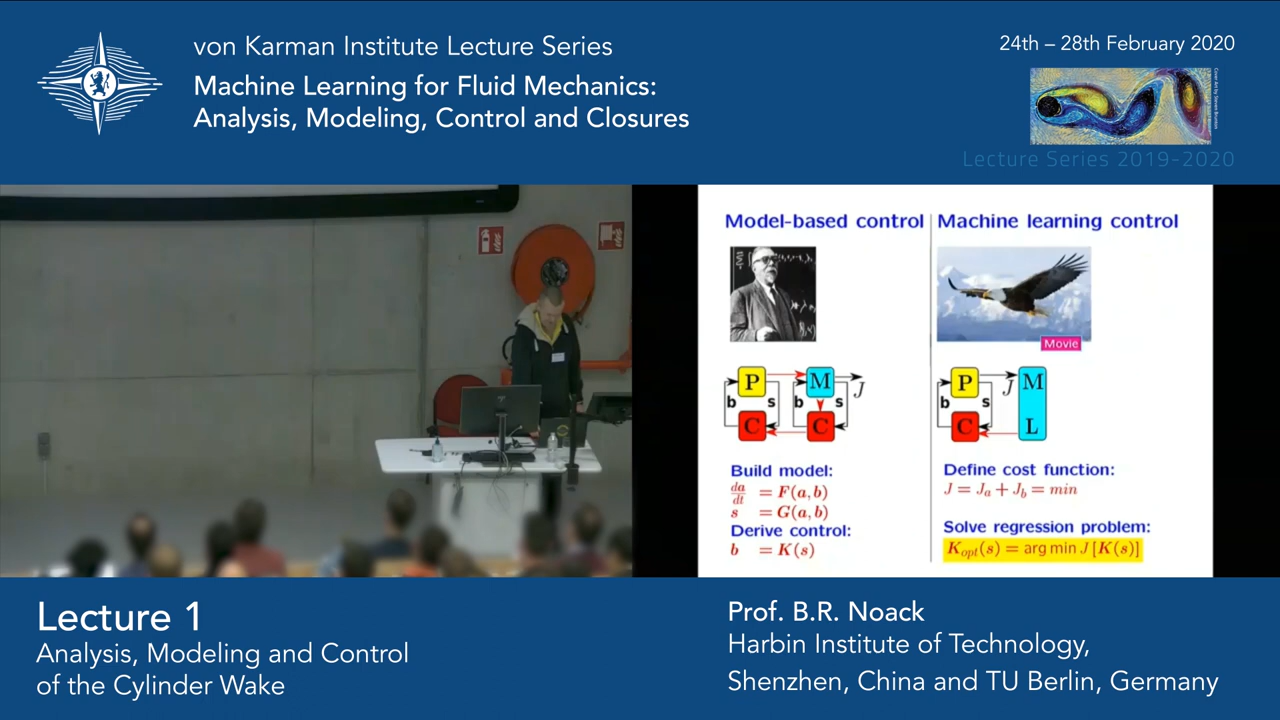 von Karman Institute Lecture Series
Machine Learning for Fluid Mechanics:
Analysis, Modeling, Control and Closures
24th – 28th February 2020
Lecture Series 2019-2020
Model-based control
Machine learning control
Movie
P
M
J
b
s
b
s
C
C
P
J
M
b
s
C
L
Build model:
da/dt = F(a, b)
s = G(a, b)
Derive control:
b = K(s)
Define cost function:
J = Jₐ + J_b = min
Solve regression problem:
K_opt(s) = arg min J [K(s)]
Lecture 1
Analysis, Modeling and Control
of the Cylinder Wake
Prof. B.R. Noack
Harbin Institute of Technology,
Shenzhen, China and TU Berlin, Germany